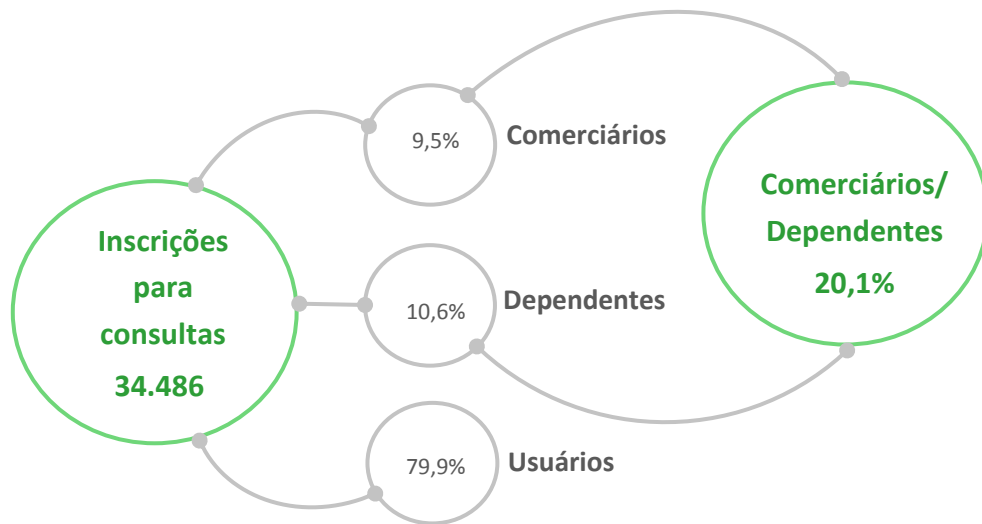 Inscrições
para
consultas
34.486
9,5%
Comerciários
10,6%
Dependentes
79,9%
Usuários
Comerciários/
Dependentes
20,1%